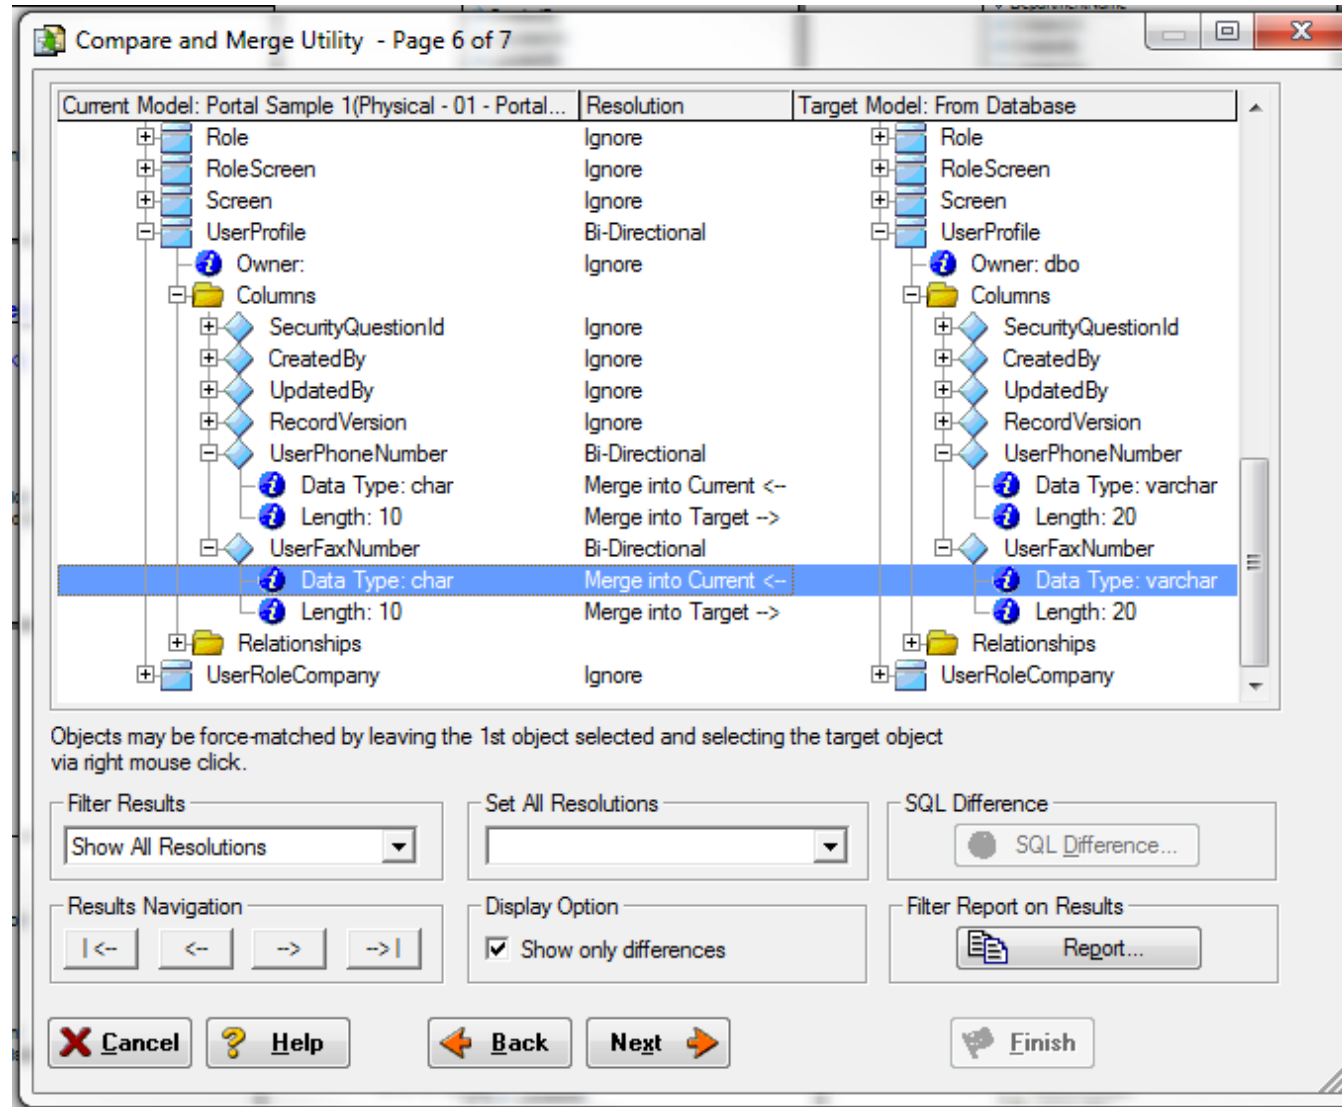 Compare and Merge Utility - Page 6 of 7
Current Model: Portal Sample 1(Physical - 01 - Portal... Resolution Target Model: From Database
Role Ignore Role
RoleScreen Ignore RoleScreen
Screen Ignore Screen
UserProfile Bi-Directional UserProfile
Owner: Ignore Owner: dbo
Columns Columns
SecurityQuestionId Ignore SecurityQuestionId
CreatedBy Ignore CreatedBy
UpdatedBy Ignore UpdatedBy
RecordVersion Ignore RecordVersion
UserPhoneNumber Bi-Directional UserPhoneNumber
Data Type: char Merge into Current <-- Data Type: varchar
Length: 10 Merge into Target --> Length: 20
UserFaxNumber Bi-Directional UserFaxNumber
Data Type: char Merge into Current <-- Data Type: varchar
Length: 10 Merge into Target --> Length: 20
Relationships Relationships
UserRoleCompany Ignore UserRoleCompany
Objects may be force-matched by leaving the 1st object selected and selecting the target object
via right mouse click.
Filter Results Set All Resolutions SQL Difference
Show All Resolutions SQL Difference...
Results Navigation Display Option Filter Report on Results
|<-- <-- --> -->| Show only differences Report...
Cancel Help Back Next Finish